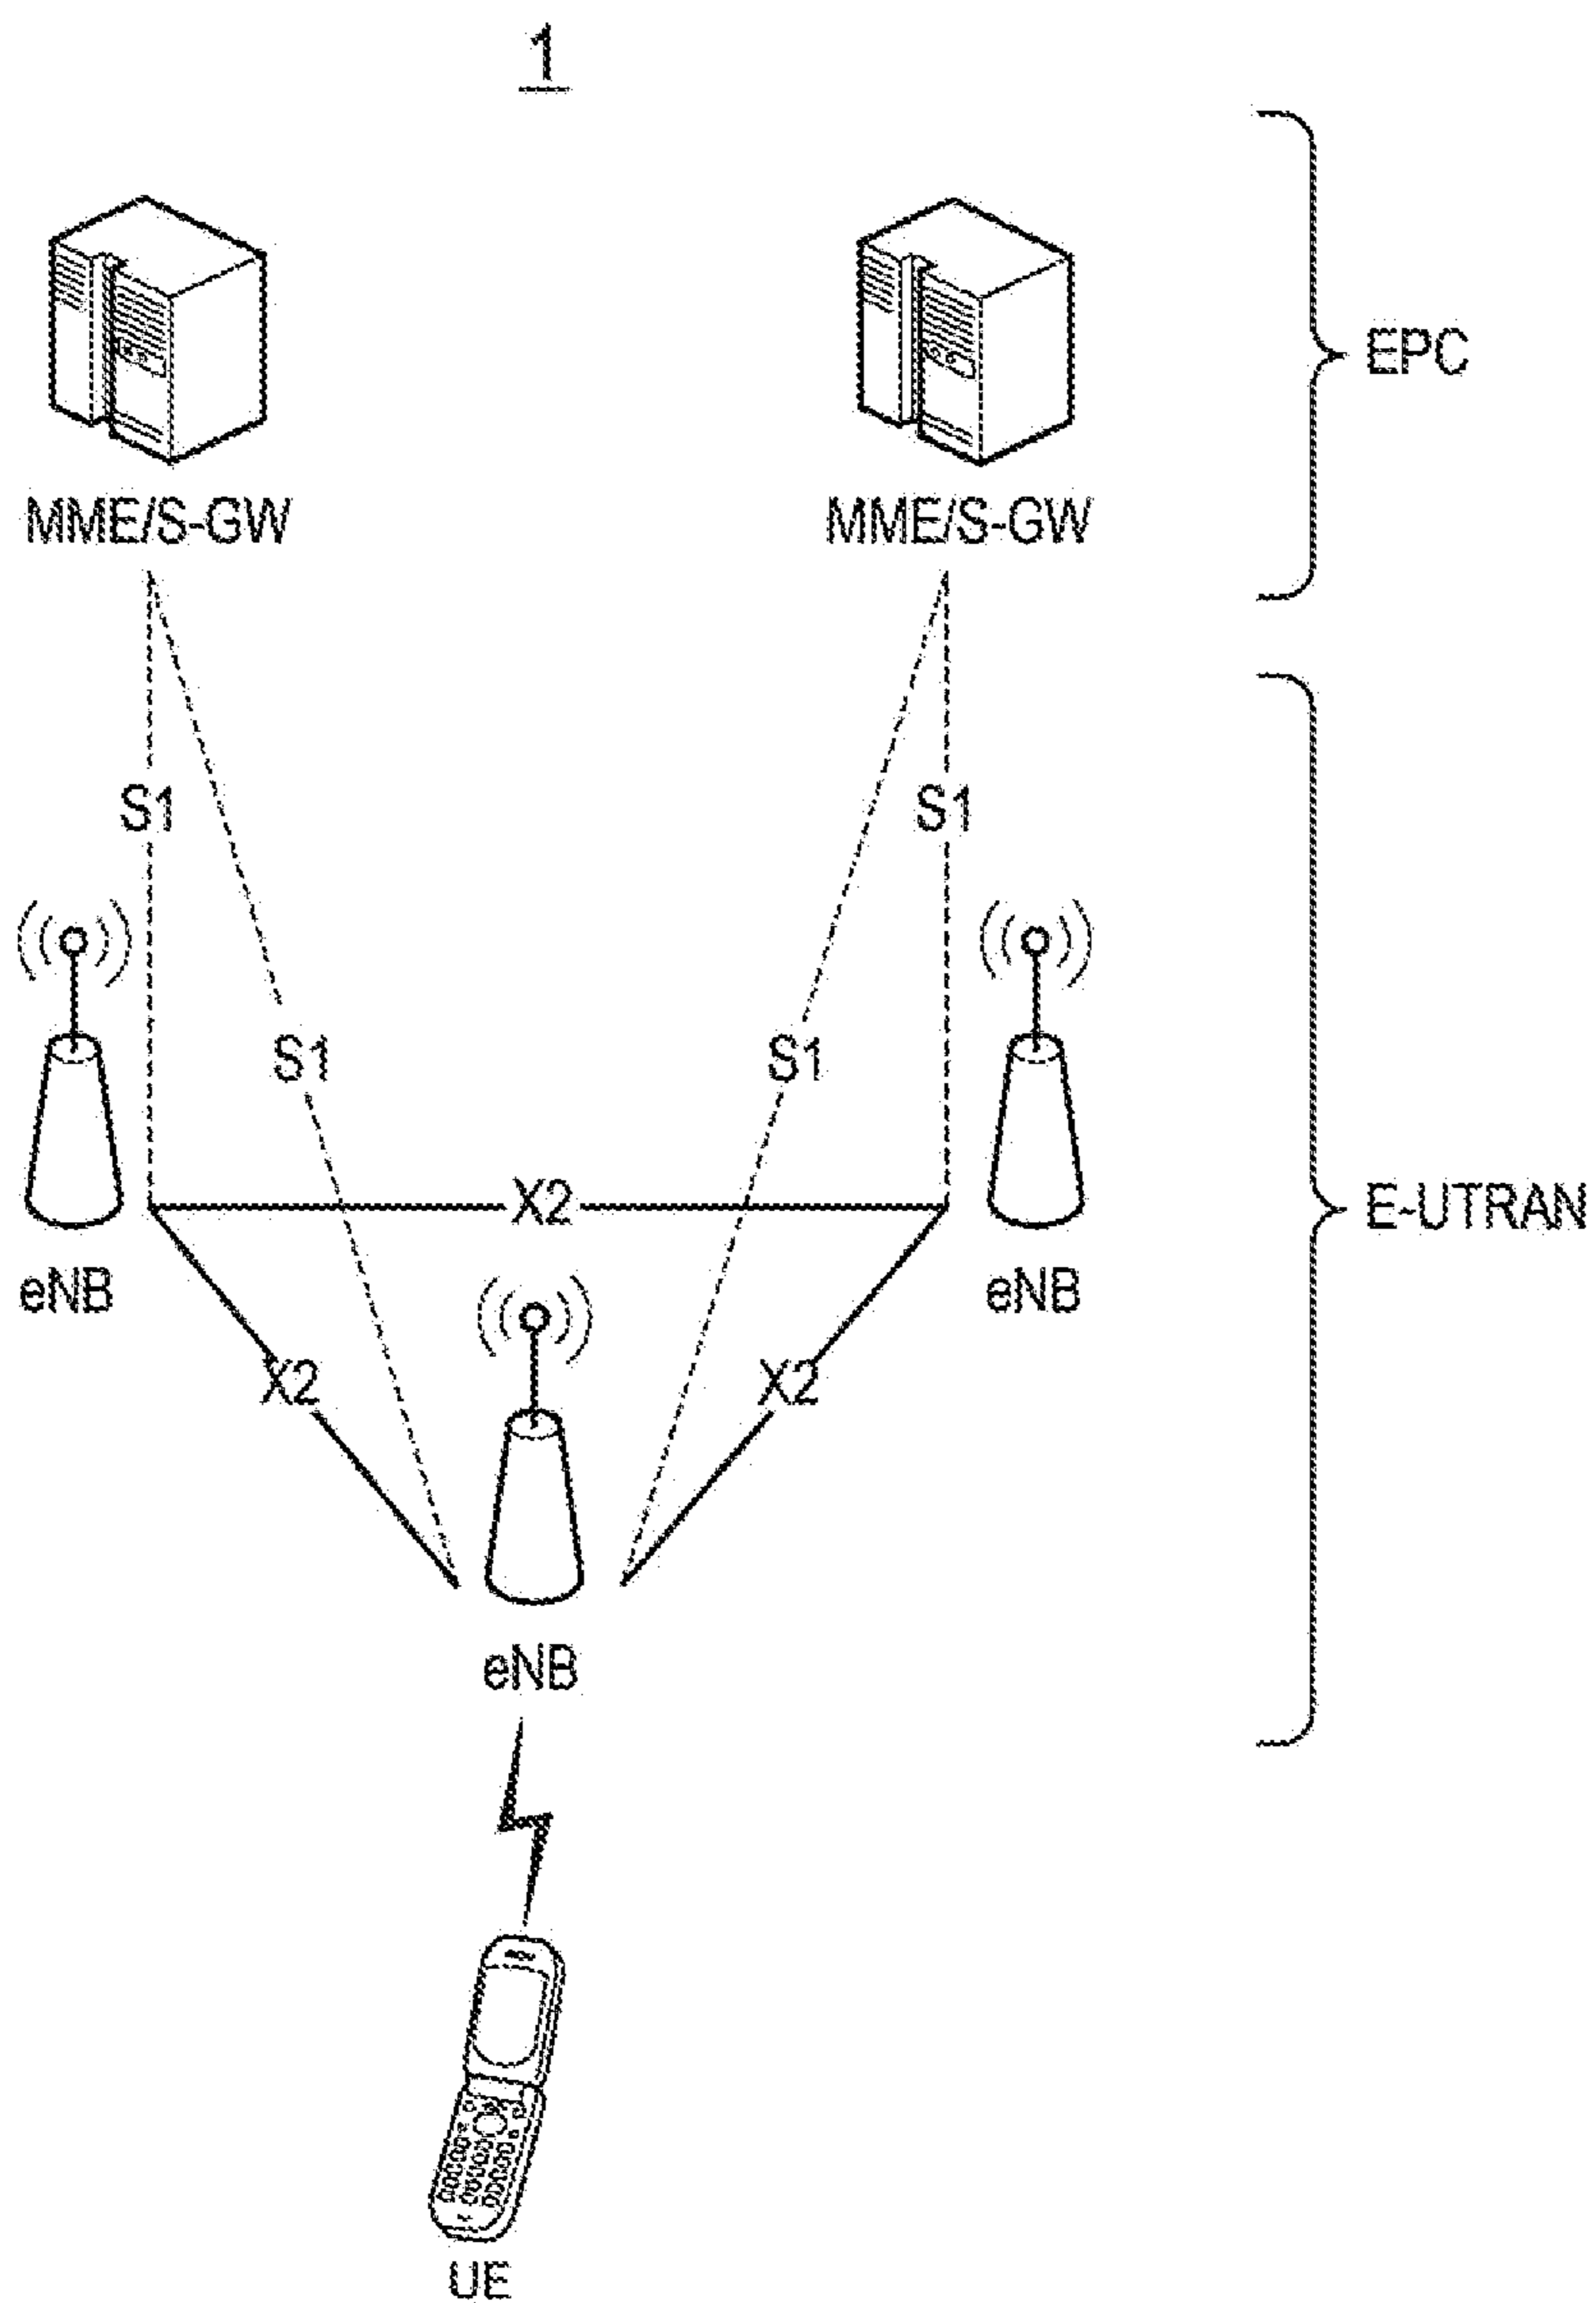 1
EPC
MME/S-GW MME/S-GW
S1 S1
S1 S1
X2 E-UTRAN
eNB eNB
X2 X2
eNB
UE